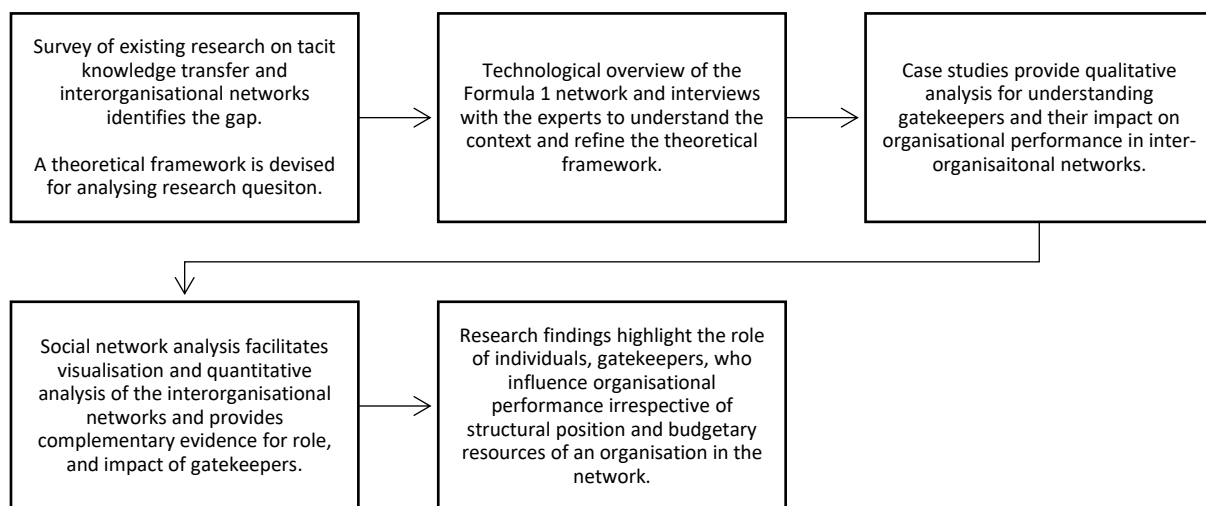 Survey of existing research on tacit
knowledge transfer and
interorganisational networks
identifies the gap.
A theoretical framework is devised
for analysing research quesiton.
Technological overview of the
Formula 1 network and interviews
with the experts to understand the
context and refine the theoretical
framework.
Case studies provide qualitative
analysis for understanding
gatekeepers and their impact on
organisational performance in inter-
organisaitonal networks.
Social network analysis facilitates
visualisation and quantitative
analysis of the interorganisational
networks and provides
complementary evidence for role,
and impact of gatekeepers.
Research findings highlight the role
of individuals, gatekeepers, who
influence organisational
performance irrespective of
structural position and budgetary
resources of an organisation in the
network.